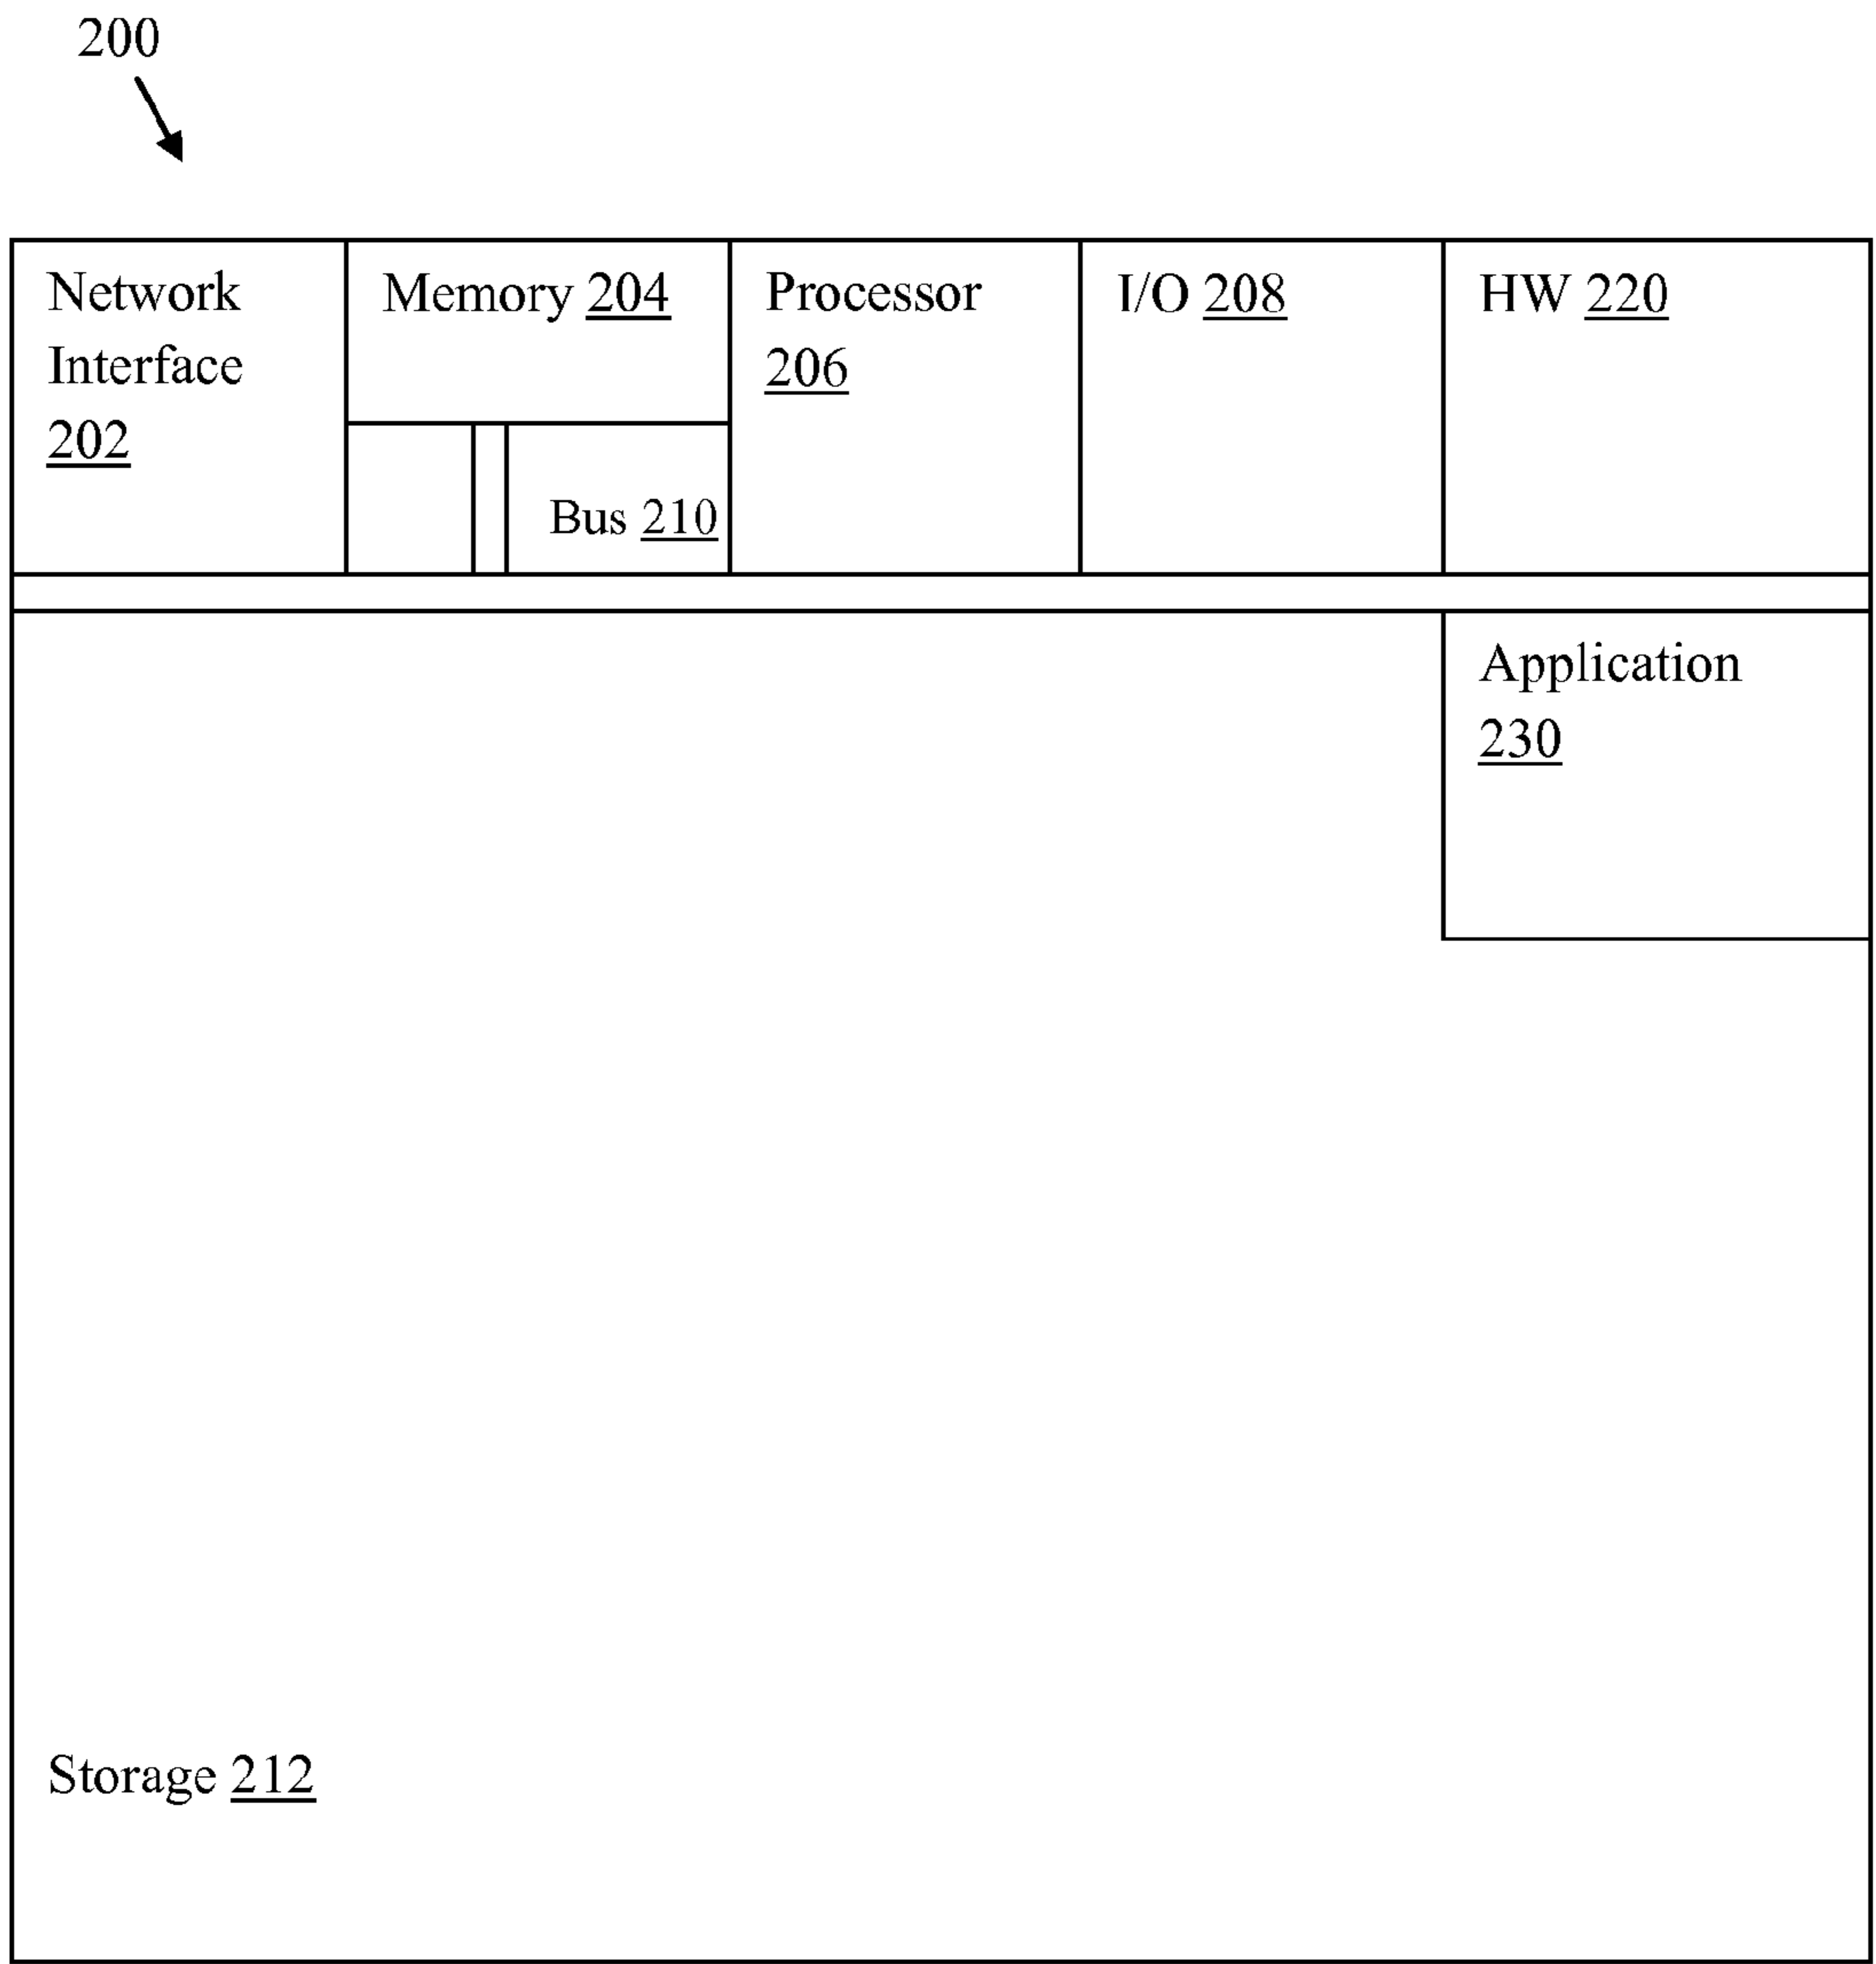 200
Network
Interface
202
Memory 204
Bus 210
Processor
206
I/O 208
HW 220
Application
230
Storage 212